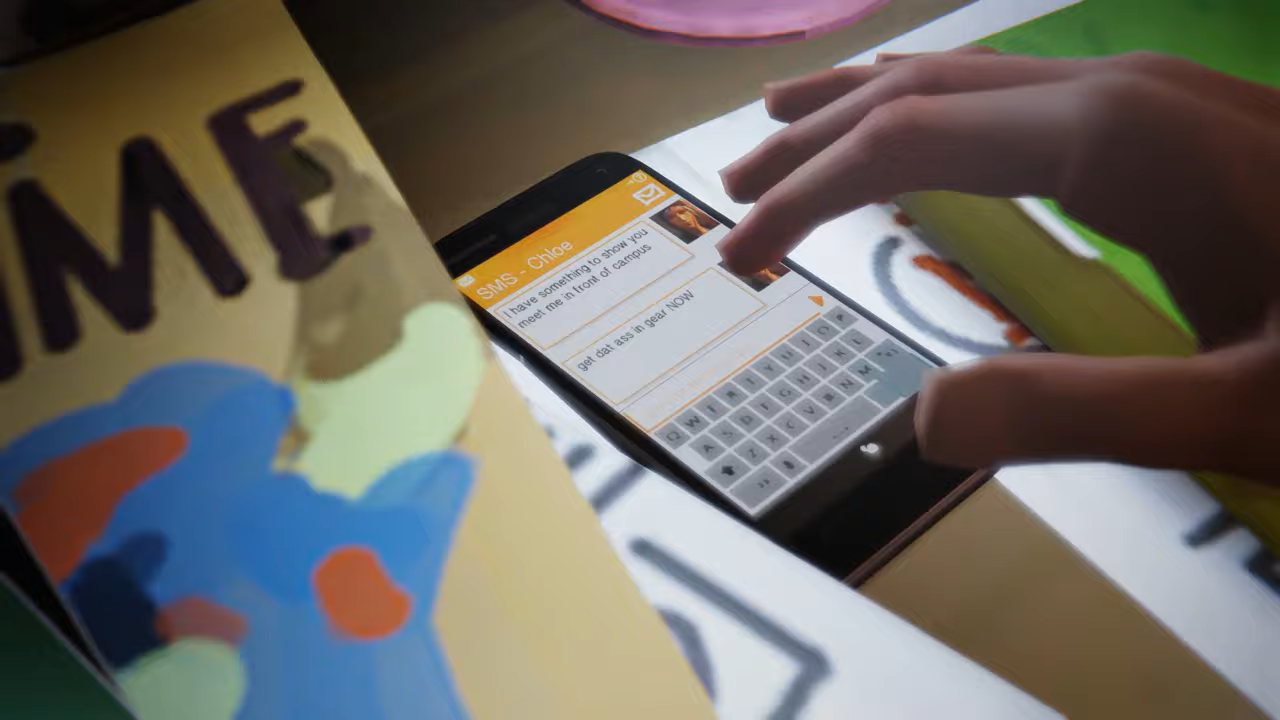 IME
SMS - Chloe
I have something to show you
meet me in front of campus
get dat ass in gear NOW
Q W E R T Y U I O P
A S D F G H J K L
Z X C V B N M